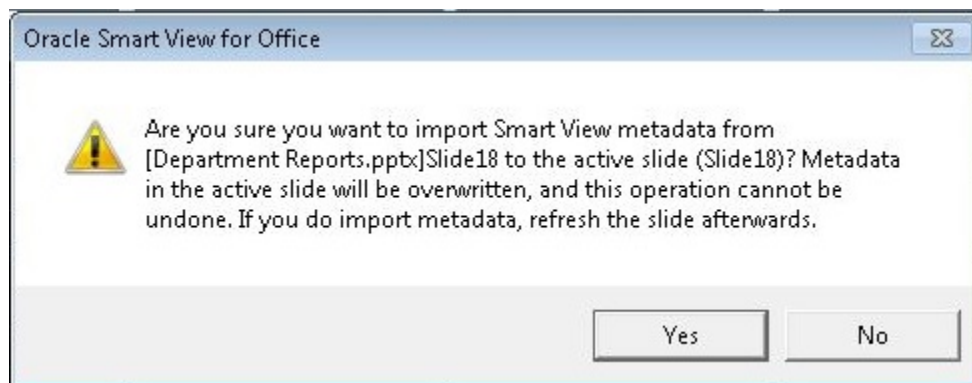 Oracle Smart View for Office
Are you sure you want to import Smart View metadata from
[Department Reports.pptx]Slide18 to the active slide (Slide18)? Metadata
in the active slide will be overwritten, and this operation cannot be
undone. If you do import metadata, refresh the slide afterwards.
Yes
No